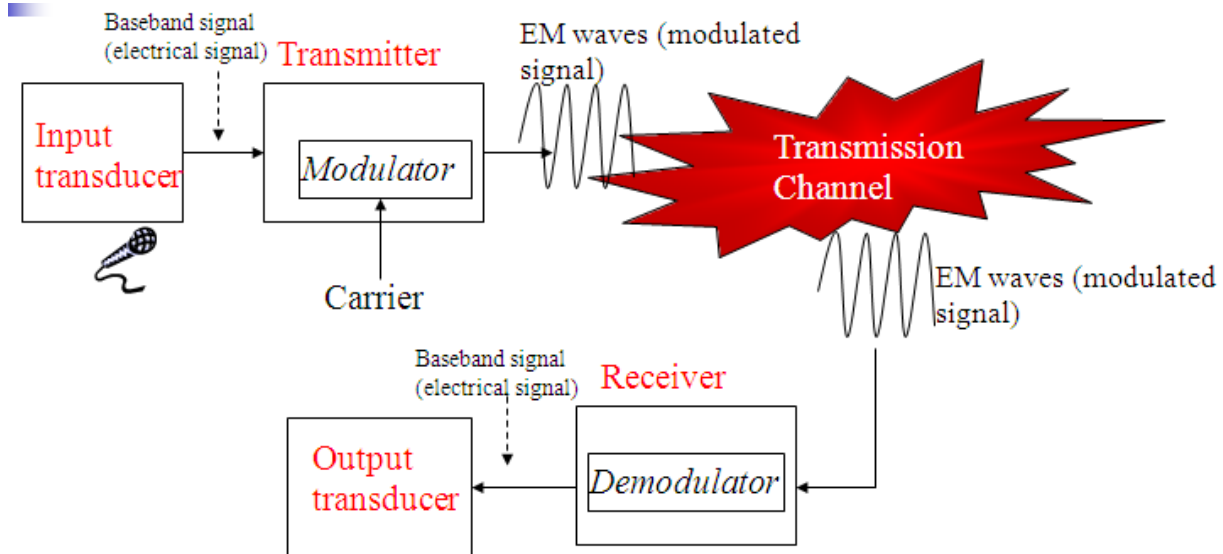 Baseband signal
(electrical signal)
Transmitter
EM waves (modulated
signal)
Input
transducer
Modulator
Transmission
Channel
Carrier
EM waves (modulated
signal)
Baseband signal
(electrical signal)
Receiver
Output
transducer
Demodulator